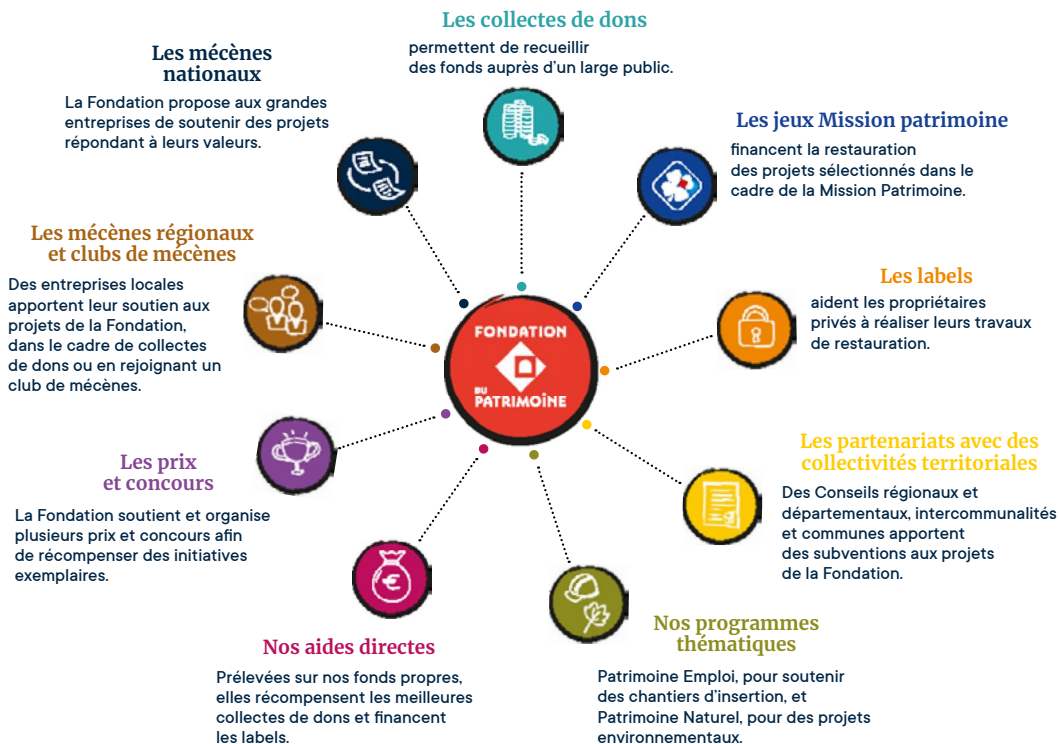 Les collectes de dons
permettent de recueillir
des fonds auprès d'un large public.
Les mécènes
nationaux
La Fondation propose aux grandes
entreprises de soutenir des projets
répondant à leurs valeurs.
Les jeux Mission patrimoine
financent la restauration
des projets sélectionnés dans le
cadre de la Mission Patrimoine.
Les mécènes régionaux
et clubs de mécènes
Des entreprises locales
apportent leur soutien aux
projets de la Fondation,
dans le cadre de collectes
de dons ou en rejoignant un
club de mécènes.
Les labels
aident les propriétaires
privés à réaliser leurs travaux
de restauration.
FONDATION
DU
PATRIMOINE
Les prix
et concours
La Fondation soutient et organise
plusieurs prix et concours afin
de récompenser des initiatives
exemplaires.
Les partenariats avec des
collectivités territoriales
Des Conseils régionaux et
départementaux, intercommunalités
et communes apportent
des subventions aux projets
de la Fondation.
€
Nos aides directes
Prélevées sur nos fonds propres,
elles récompensent les meilleures
collectes de dons et financent
les labels.
Nos programmes
thématiques
Patrimoine Emploi, pour soutenir
des chantiers d'insertion, et
Patrimoine Naturel, pour des projets
environnementaux.